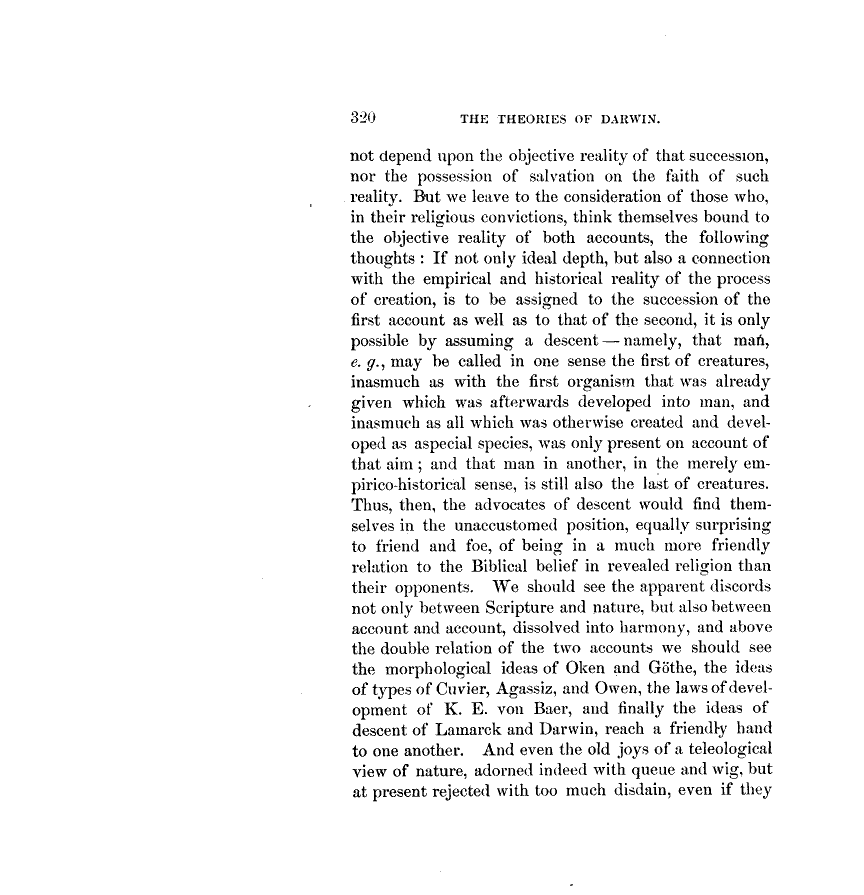 320 THE THEORIES OF DARWIN.
not depend upon the objective reality of that succession,
nor the possession of salvation on the faith of such
reality. But we leave to the consideration of those who,
in their religious convictions, think themselves bound to
the objective reality of both accounts, the following
thoughts : If not only ideal depth, but also a connection
with the empirical and historical reality of the process
of creation, is to be assigned to the succession of the
first account as well as to that of the second, it is only
possible by assuming a descent — namely, that man,
e. g., may be called in one sense the first of creatures,
inasmuch as with the first organism that was already
given which was afterwards developed into man, and
inasmuch as all which was otherwise created and devel-
oped as aspecial species, was only present on account of
that aim ; and that man in another, in the merely em-
pirico-historical sense, is still also the last of creatures.
Thus, then, the advocates of descent would find them-
selves in the unaccustomed position, equally surprising
to friend and foe, of being in a much more friendly
relation to the Biblical belief in revealed religion than
their opponents. We should see the apparent discords
not only between Scripture and nature, but also between
account and account, dissolved into harmony, and above
the double relation of the two accounts we should see
the morphological ideas of Oken and Göthe, the ideas
of types of Cuvier, Agassiz, and Owen, the laws of devel-
opment of K. E. von Baer, and finally the ideas of
descent of Lamarck and Darwin, reach a friendly hand
to one another. And even the old joys of a teleological
view of nature, adorned indeed with queue and wig, but
at present rejected with too much disdain, even if they